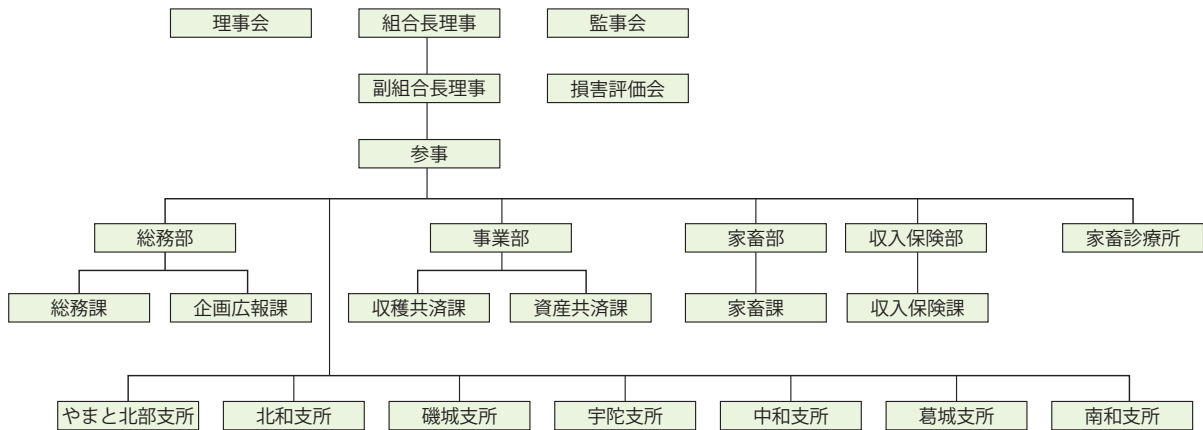 理事会
組合長理事
監事会
副組合長理事
損害評価会
参事
総務部
事業部
家畜部
収入保険部
家畜診療所
総務課
企画広報課
収穫共済課
資産共済課
家畜課
収入保険課
やまと北部支所
北和支所
磯城支所
宇陀支所
中和支所
葛城支所
南和支所